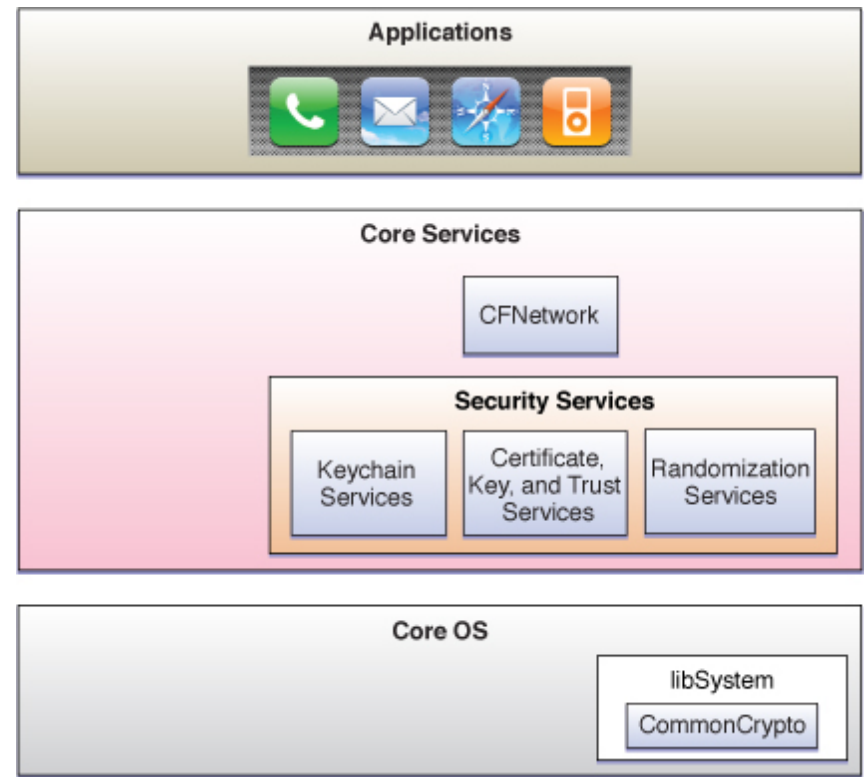 Applications
Core Services
CFNetwork
Security Services
Keychain
Services
Certificate,
Key, and Trust
Services
Randomization
Services
Core OS
libSystem
CommonCrypto